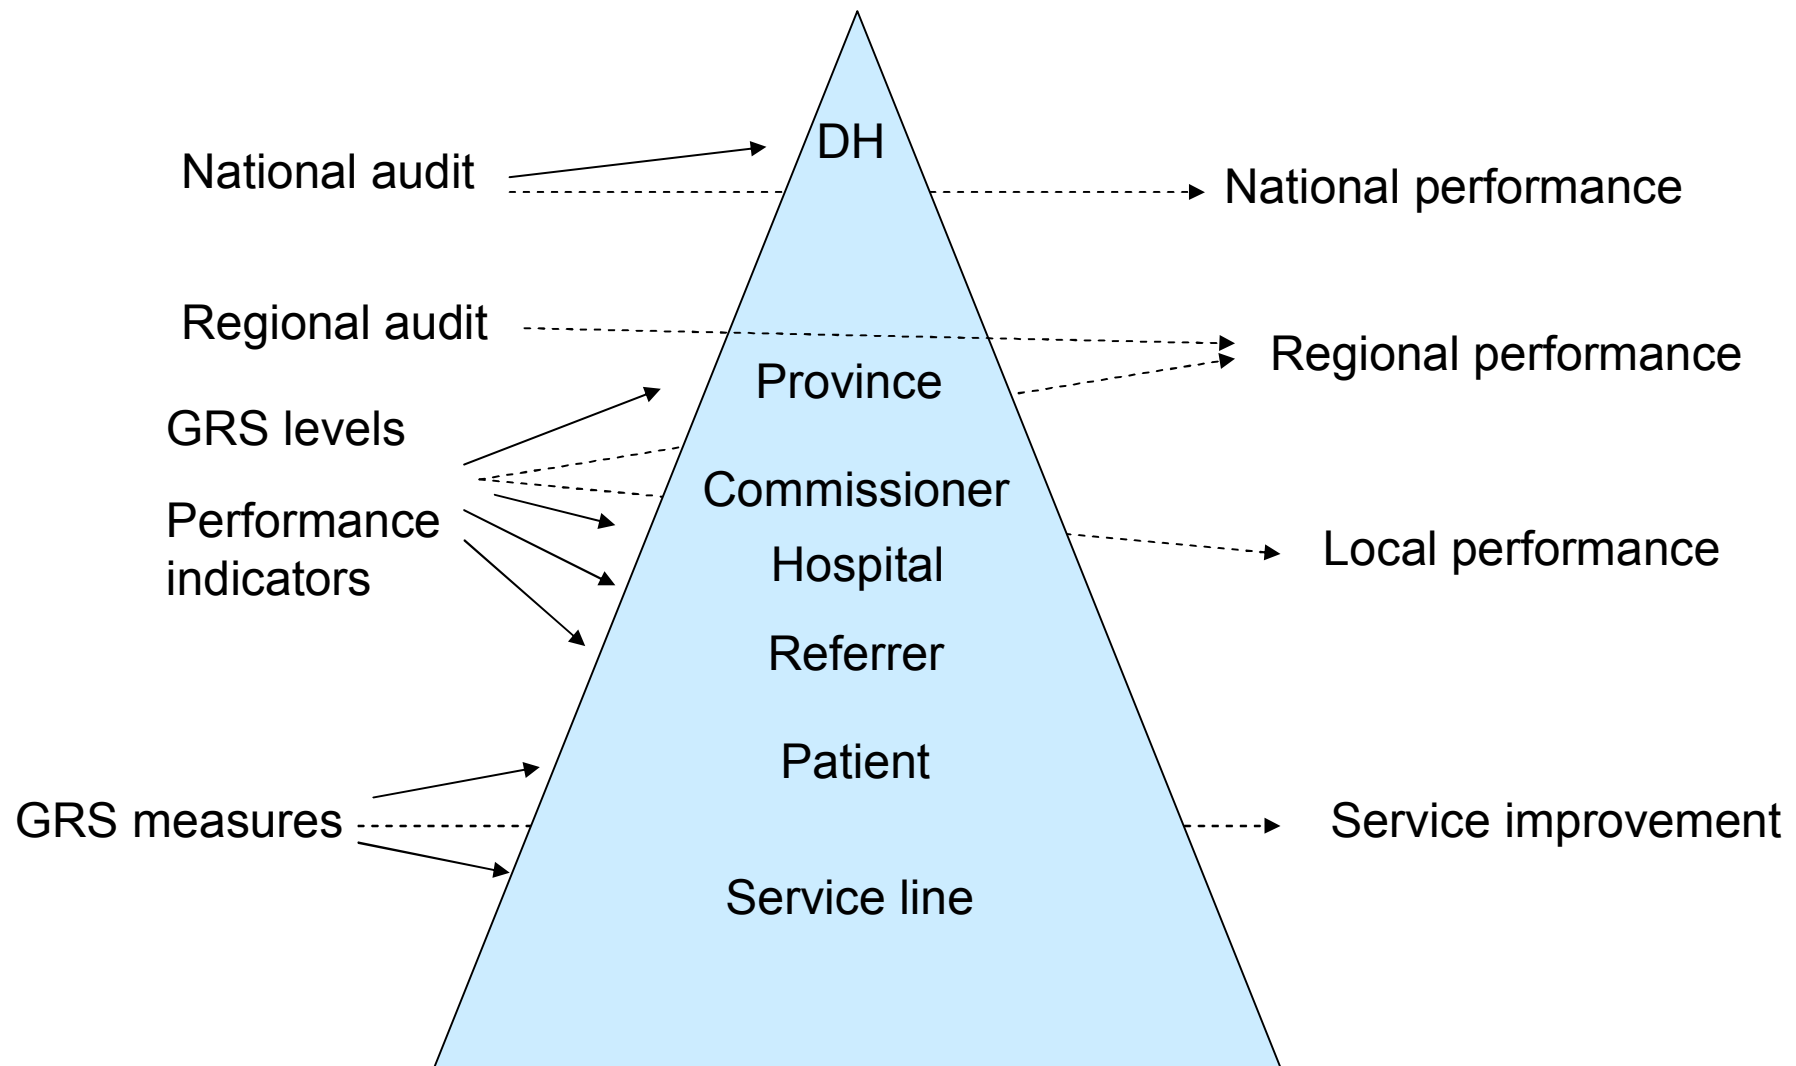 DH
National audit
National performance
Regional audit
Regional performance
Province
GRS levels
Commissioner
Performance
indicators
Hospital
Local performance
Referrer
Patient
GRS measures
Service improvement
Service line